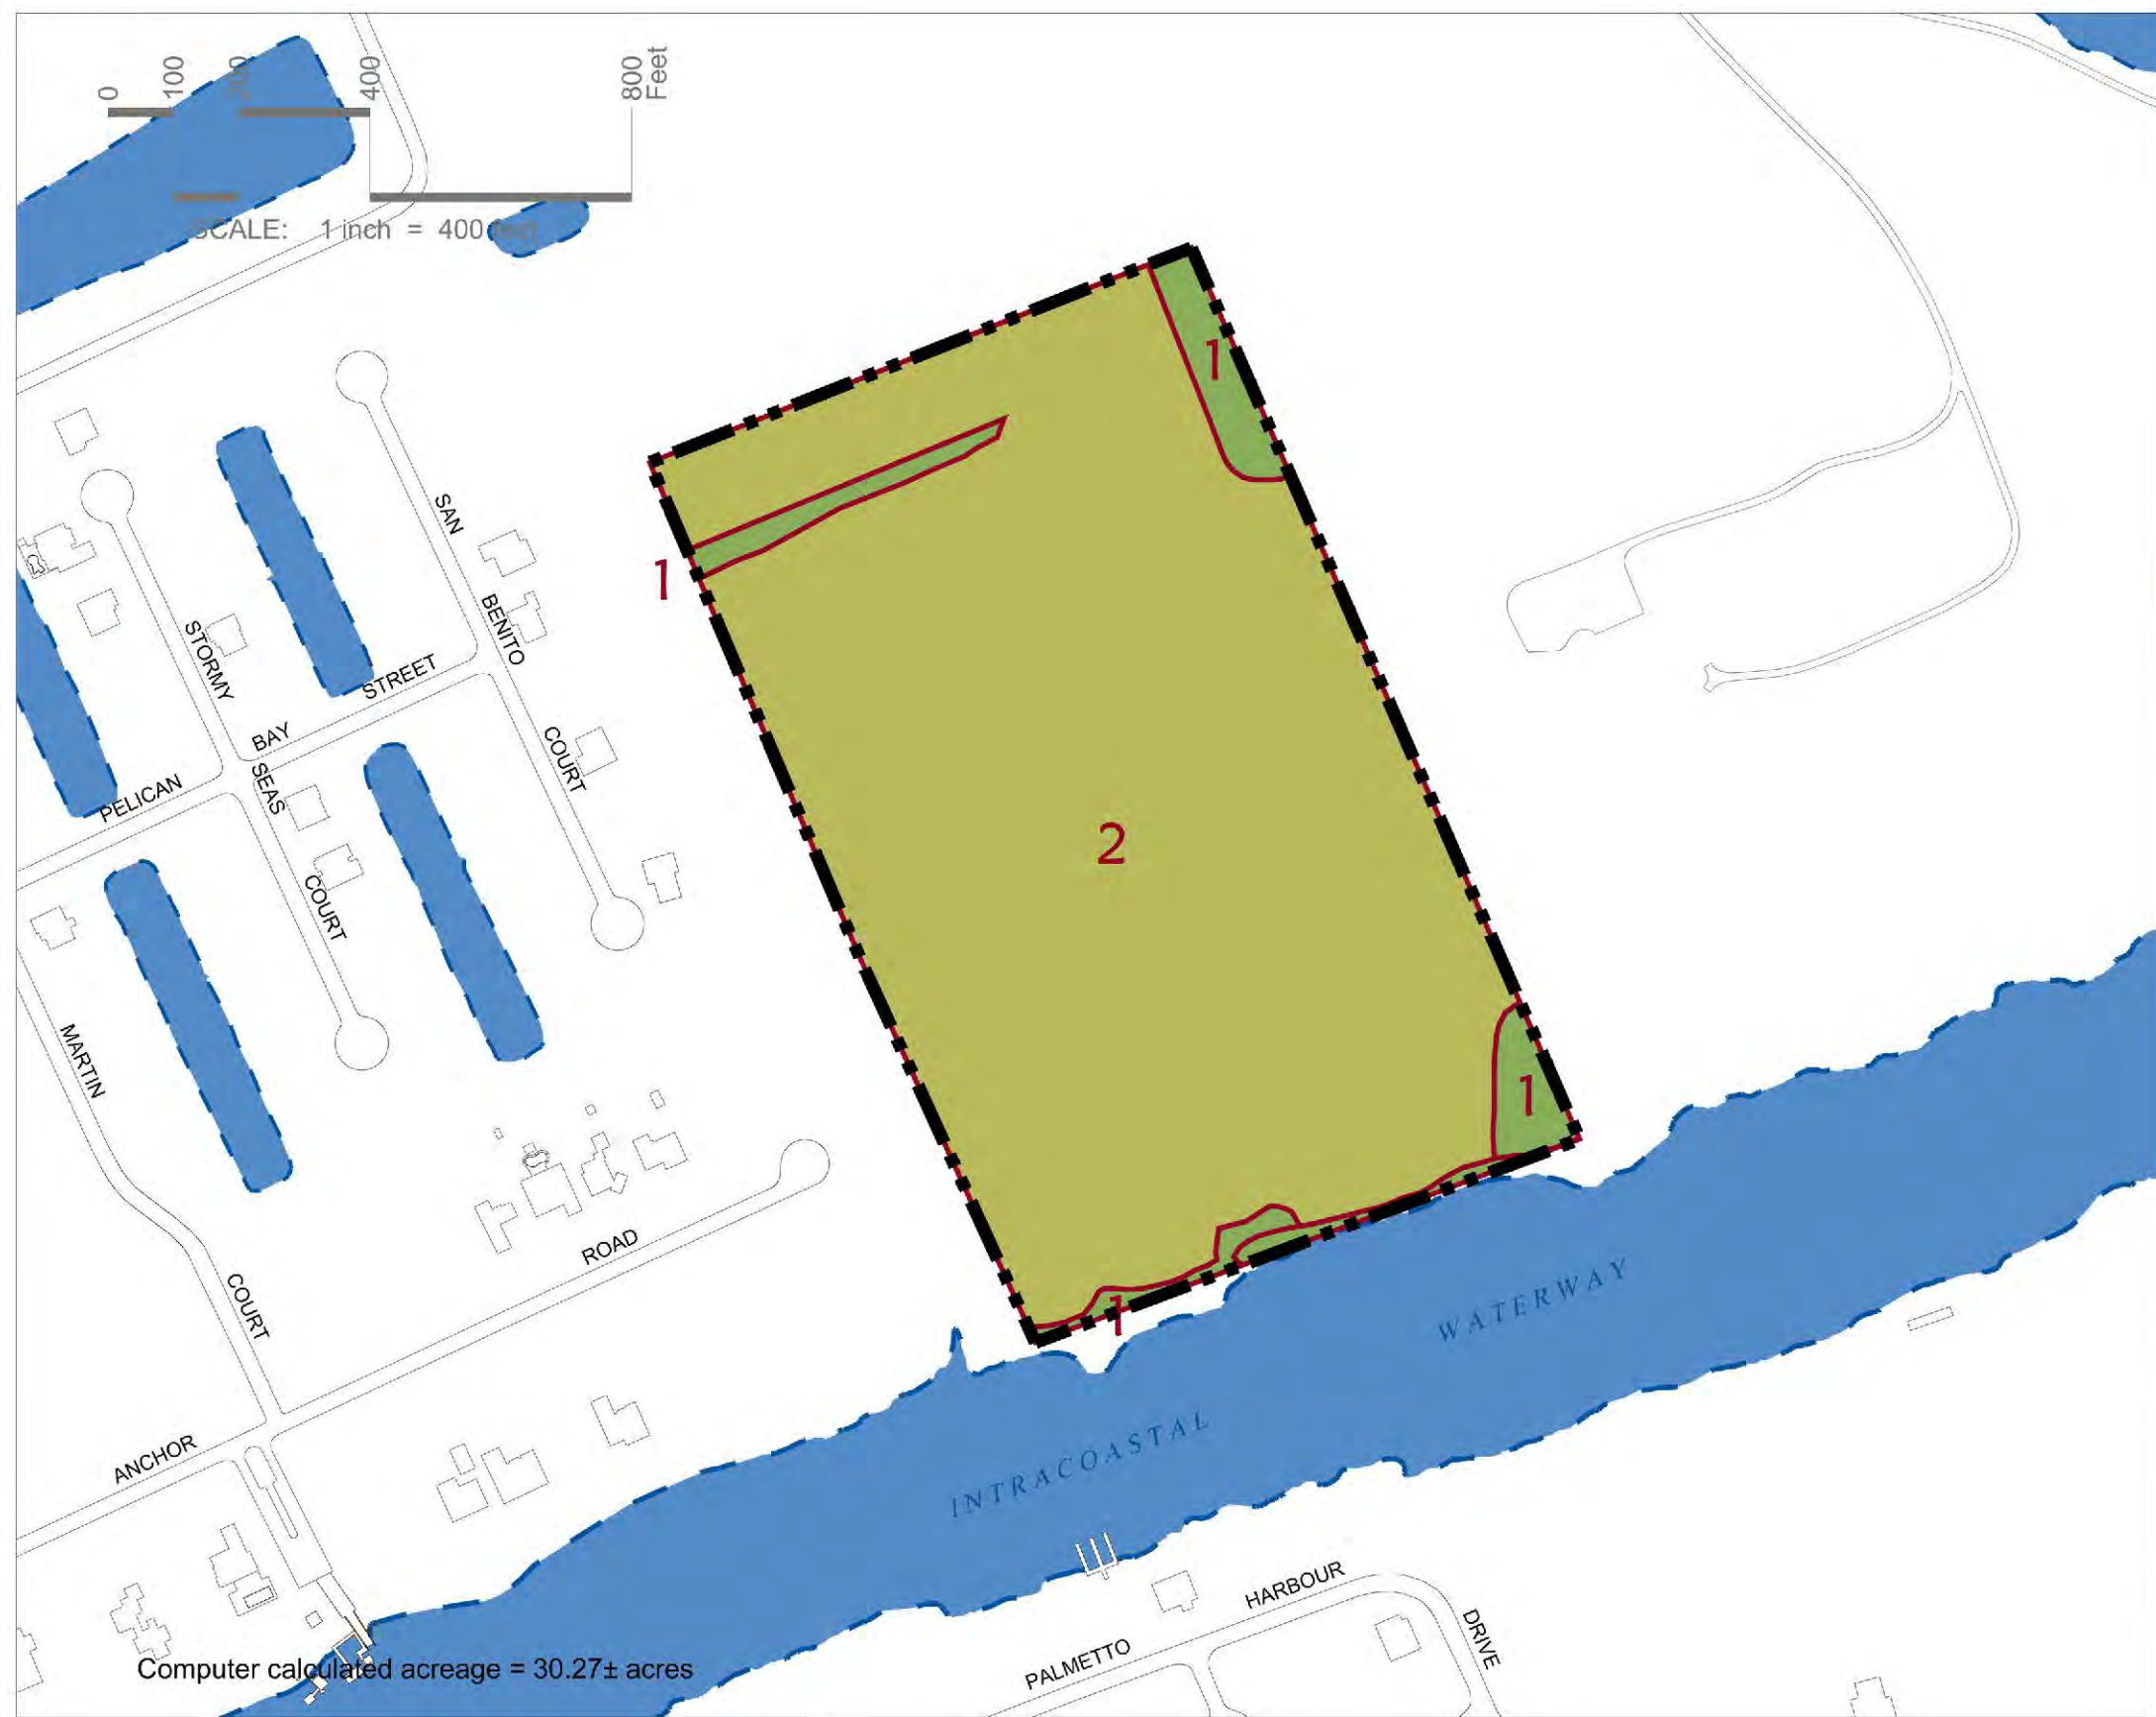 0
100
200
400
800
Feet
SCALE: 1 inch = 400 feet
1
SAN
1
BENITO
STORMY
STREET
BAY
COURT
SEAS
PELICAN
2
COURT
MARTIN
1
ROAD
COURT
1
WATERWAY
INTRACOASTAL
ANCHOR
HARBOUR
DRIVE
PALMETTO
Computer calculated acreage = 30.27± acres